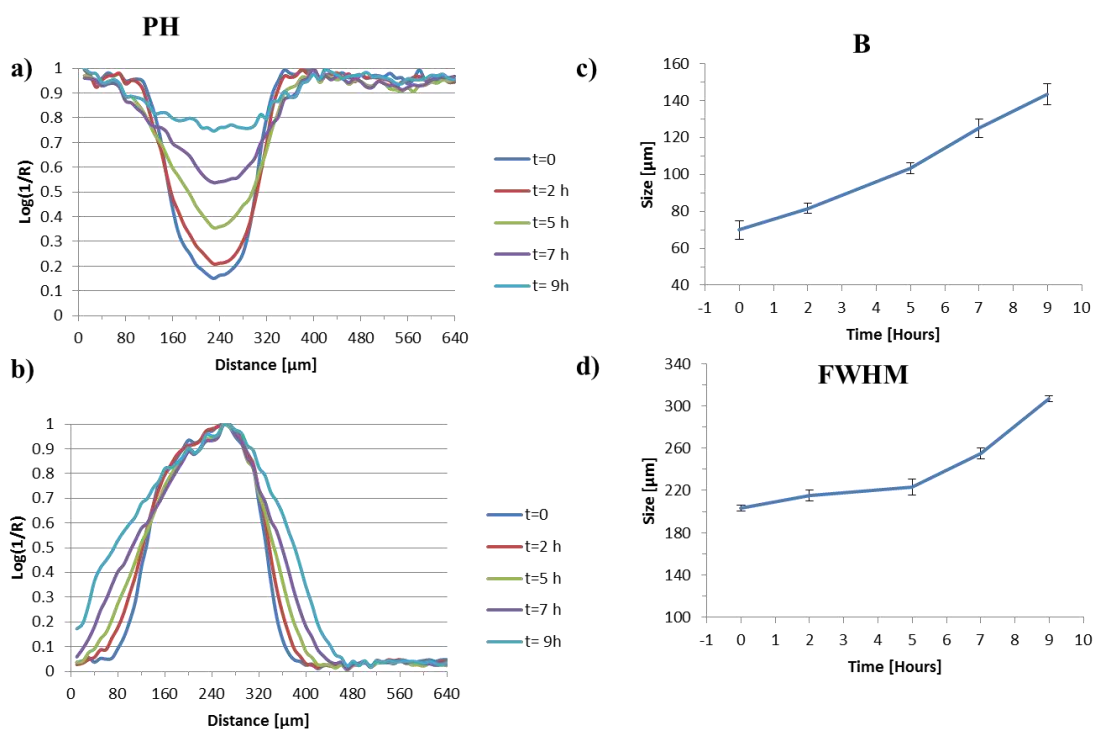 PH
a)
1
0.9
0.8
0.7
0.6
0.5
0.4
0.3
0.2
0.1
0
Log(1/R)
0 80 160 240 320 400 480 560 640
Distance [µm]
t=0
t=2 h
t=5 h
t=7 h
t= 9h
b)
1
0.9
0.8
0.7
0.6
0.5
0.4
0.3
0.2
0.1
0
Log(1/R)
0 80 160 240 320 400 480 560 640
Distance [µm]
t=0
t=2 h
t=5 h
t=7 h
t= 9h
B
c)
160
140
120
100
80
60
40
Size [µm]
-1 0 1 2 3 4 5 6 7 8 9 10
Time [Hours]
d)
FWHM
340
300
260
220
180
140
100
Size [µm]
-1 0 1 2 3 4 5 6 7 8 9 10
Time [Hours]